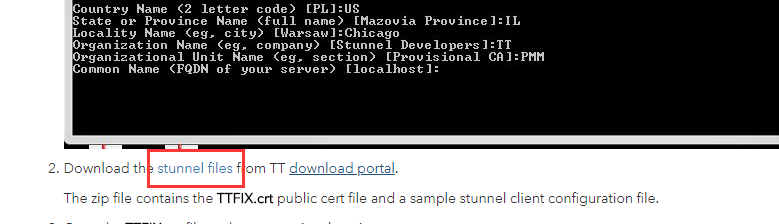 Country Name (2 letter code) [PL]:US
State or Province Name (full name) [Mazovia Province]:IL
Locality Name (eg, city) [Warsaw]:Chicago
Organization Name (eg, company) [Stunnel Developers]:TT
Organizational Unit Name (eg, section) [Provisional CA]:PMM
Common Name (FQDN of your server) [localhost]:
2. Download the stunnel files from TT download portal.
The zip file contains the TTFIX.crt public cert file and a sample stunnel client configuration file.